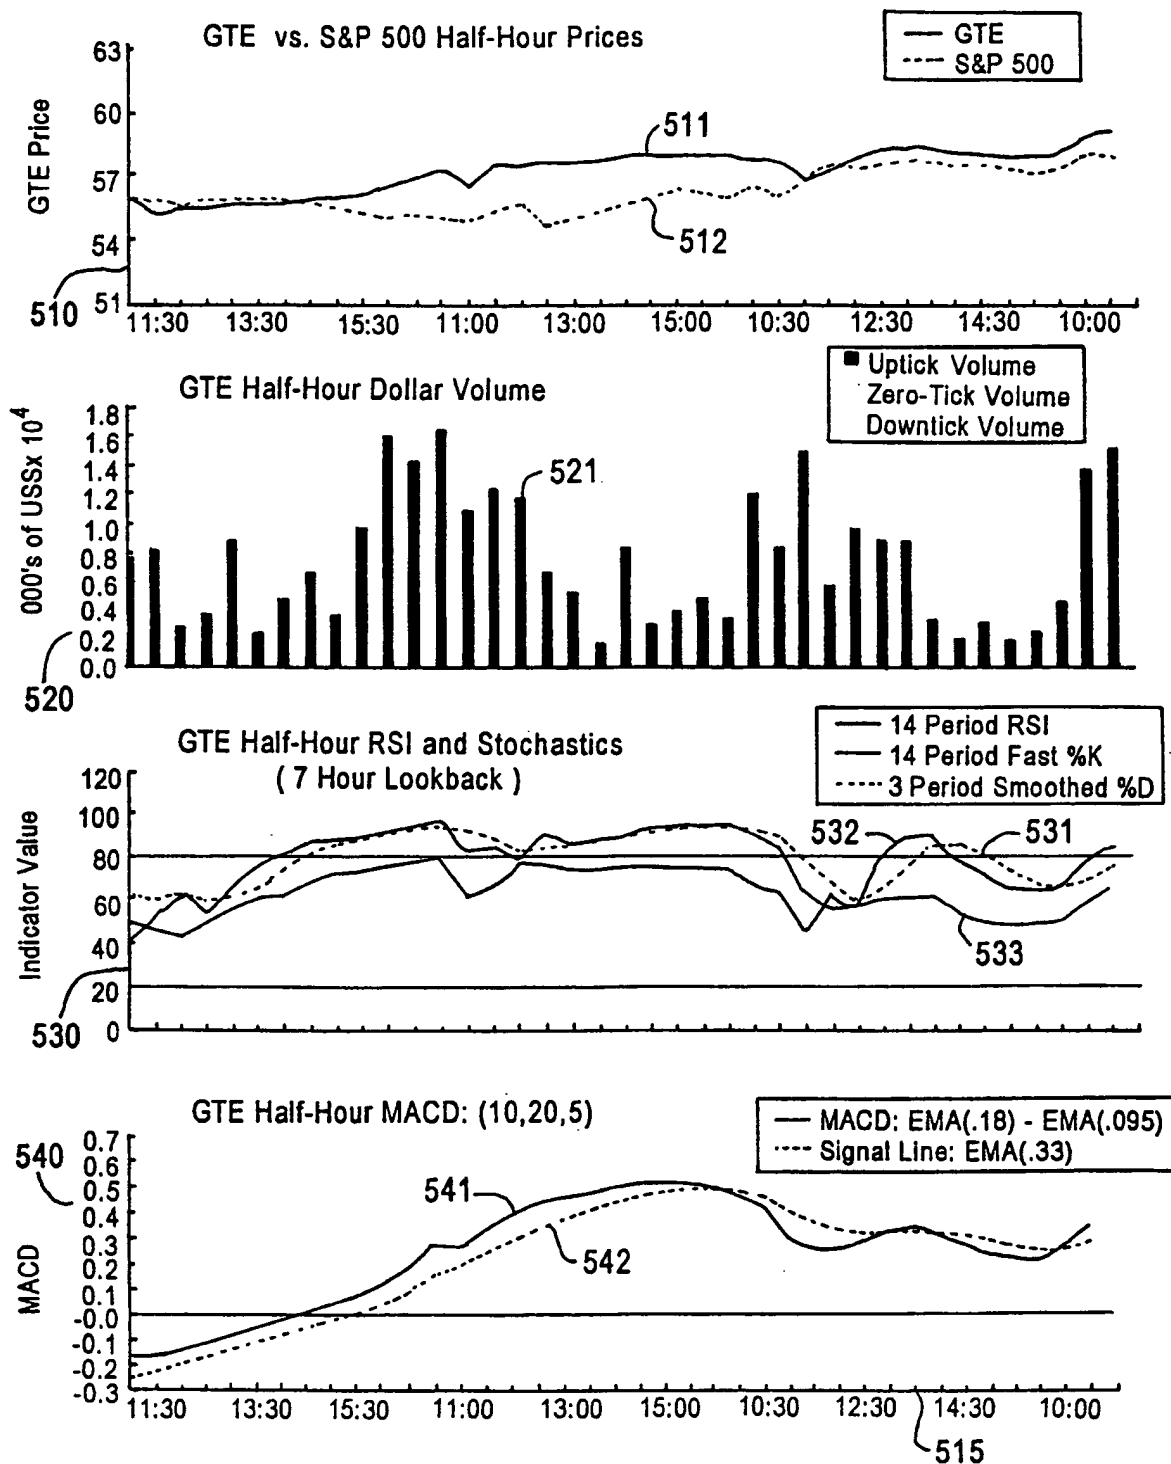 GTE vs. S&P 500 Half-Hour Prices
GTE
S&P 500
63
60
57
54
51
GTE Price
511
512
510
11:30 13:30 15:30 11:00 13:00 15:00 10:30 12:30 14:30 10:00
GTE Half-Hour Dollar Volume
Uptick Volume
Zero-Tick Volume
Downtick Volume
1.8
1.6
1.4
1.2
1.0
0.8
0.6
0.4
0.2
0.0
000's of USSx 10^4
521
520
GTE Half-Hour RSI and Stochastics
( 7 Hour Lookback )
14 Period RSI
14 Period Fast %K
3 Period Smoothed %D
120
100
80
60
40
20
0
Indicator Value
532
531
533
530
GTE Half-Hour MACD: (10,20,5)
MACD: EMA(.18) - EMA(.095)
Signal Line: EMA(.33)
0.7
0.6
0.5
0.4
0.3
0.2
0.1
-0.0
-0.1
-0.2
-0.3
MACD
540
541
542
11:30 13:30 15:30 11:00 13:00 15:00 10:30 12:30 14:30 10:00
515